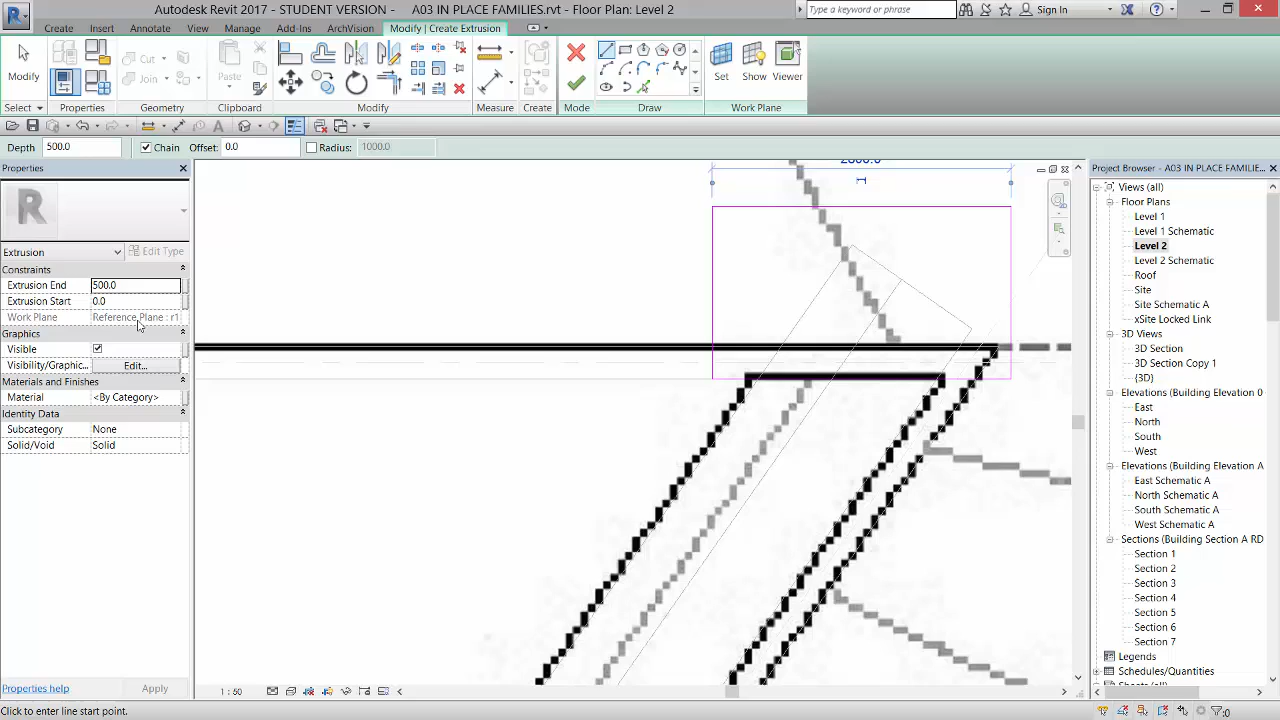 Autodesk Revit 2017 - STUDENT VERSION - A03 IN PLACE FAMILIES.rvt - Floor Plan: Level 2
Type a keyword or phrase
Sign In
Create Insert Annotate View Manage Add-Ins ArchVision Modify | Create Extrusion
Modify
Cut
Join
Paste
Set Show Viewer
Select Properties Geometry Clipboard Modify Measure Create Mode Draw Work Plane
Depth 500.0 Chain Offset: 0.0 Radius: 1000.0
Properties
Extrusion Edit Type
Constraints
Extrusion End 500.0
Extrusion Start 0.0
Work Plane Reference Plane : r1
Graphics
Visible
Visibility/Graphic... Edit...
Materials and Finishes
Material <By Category>
Identity Data
Subcategory None
Solid/Void Solid
Properties help Apply
Click to enter line start point.
1 : 50
Project Browser - A03 IN PLACE FAMILIE...
Views (all)
Floor Plans
Level 1
Level 1 Schematic
Level 2
Level 2 Schematic
Roof
Site
Site Schematic A
xSite Locked Link
3D Views
3D Section
3D Section Copy 1
{3D}
Elevations (Building Elevation 0
East
North
South
West
Elevations (Building Elevation A
East Schematic A
North Schematic A
South Schematic A
West Schematic A
Sections (Building Section A RD
Section 1
Section 2
Section 3
Section 4
Section 5
Section 6
Section 7
Legends
Schedules/Quantities
:0